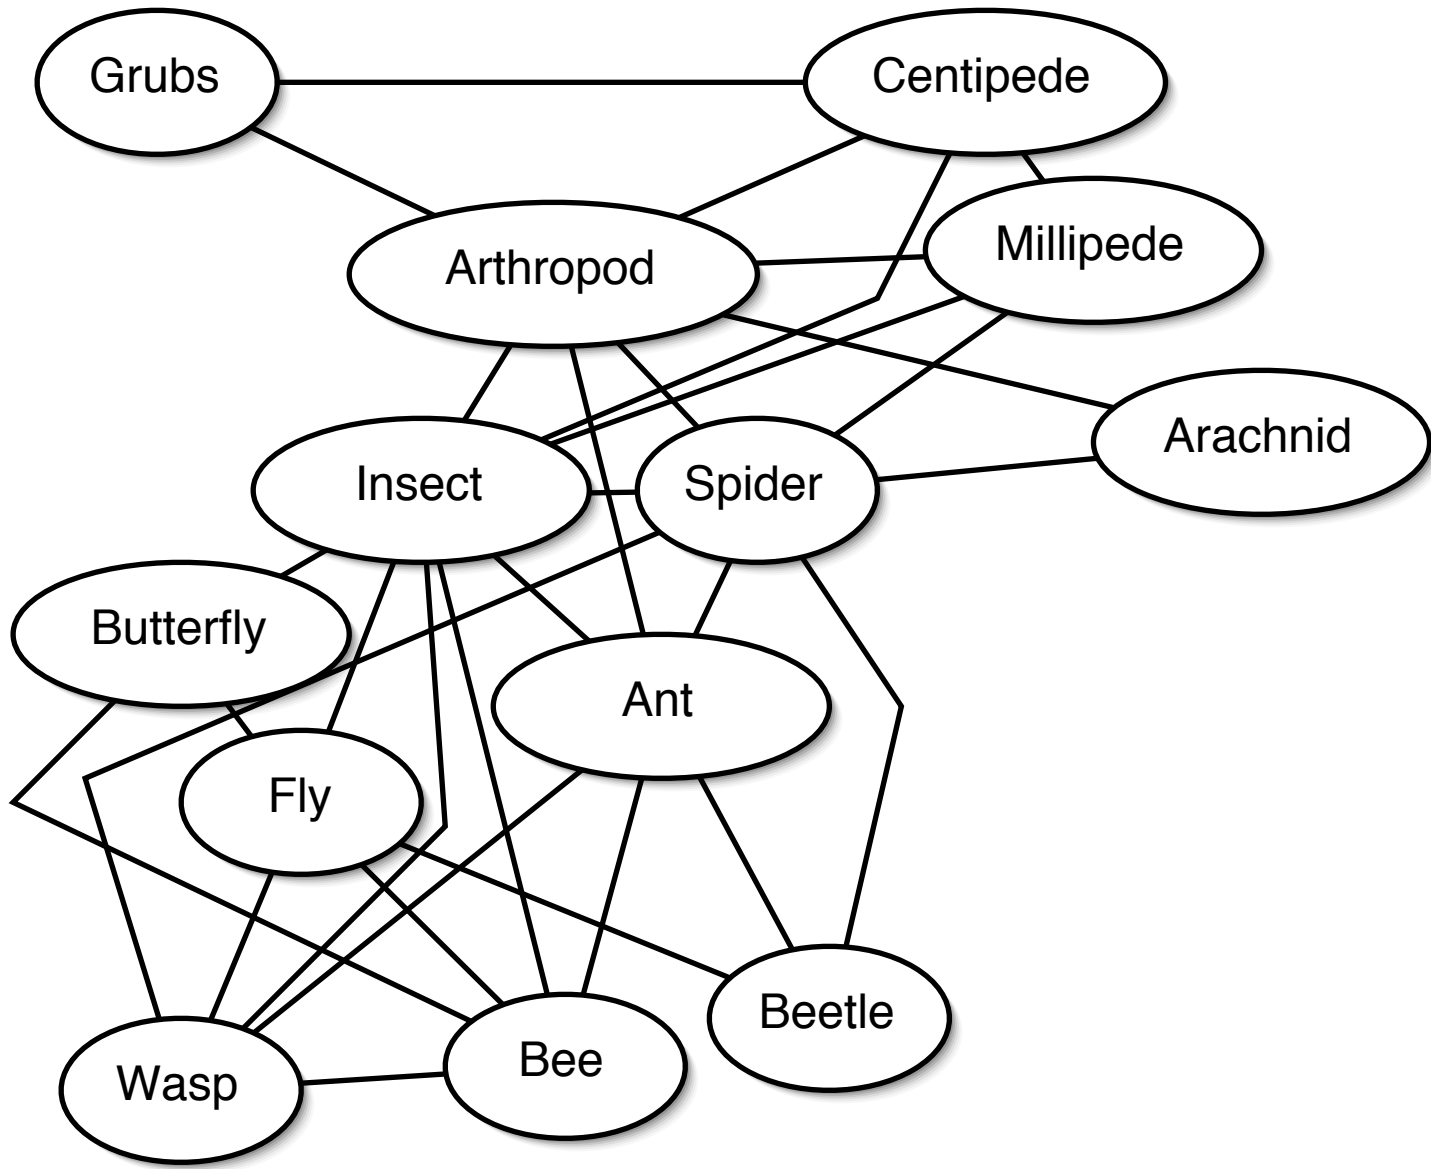 Grubs
Centipede
Arthropod
Millipede
Arachnid
Insect
Spider
Butterfly
Ant
Fly
Beetle
Wasp
Bee